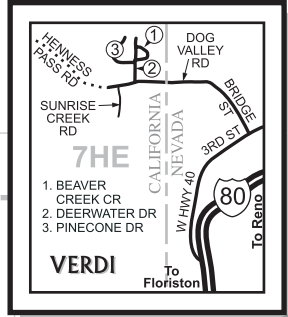 HENNESS
PASS RD
3
1
2
DOG
VALLEY
RD
SUNRISE
CREEK
RD
BRIDGE
ST
3RD ST
CALIFORNIA
NEVADA
7HE
W HWY 40
80
To Reno
1. BEAVER
CREEK CR
2. DEERWATER DR
3. PINECONE DR
VERDI
To
Floriston